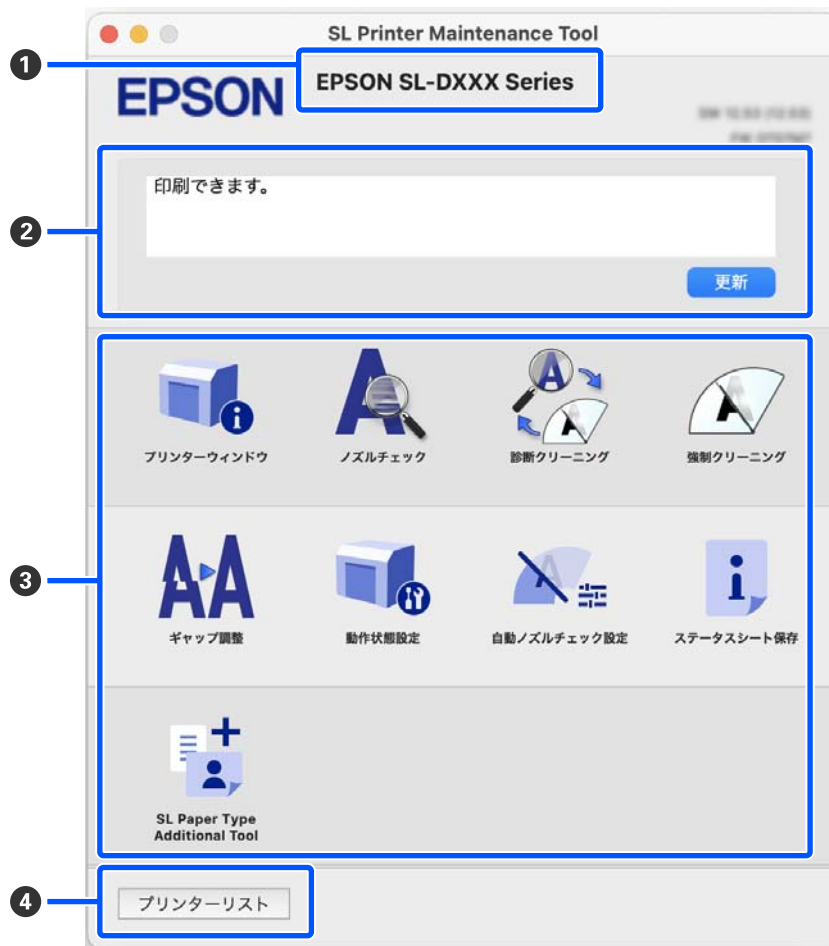 SL Printer Maintenance Tool
1
EPSON
EPSON SL-DXXX Series
2
印刷できます。
更新
3
プリンターウィンドウ
ノズルチェック
診断クリーニング
強制クリーニング
ギャップ調整
動作状態設定
自動ノズルチェック設定
ステータスシート保存
SL Paper Type
Additional Tool
4
プリンターリスト